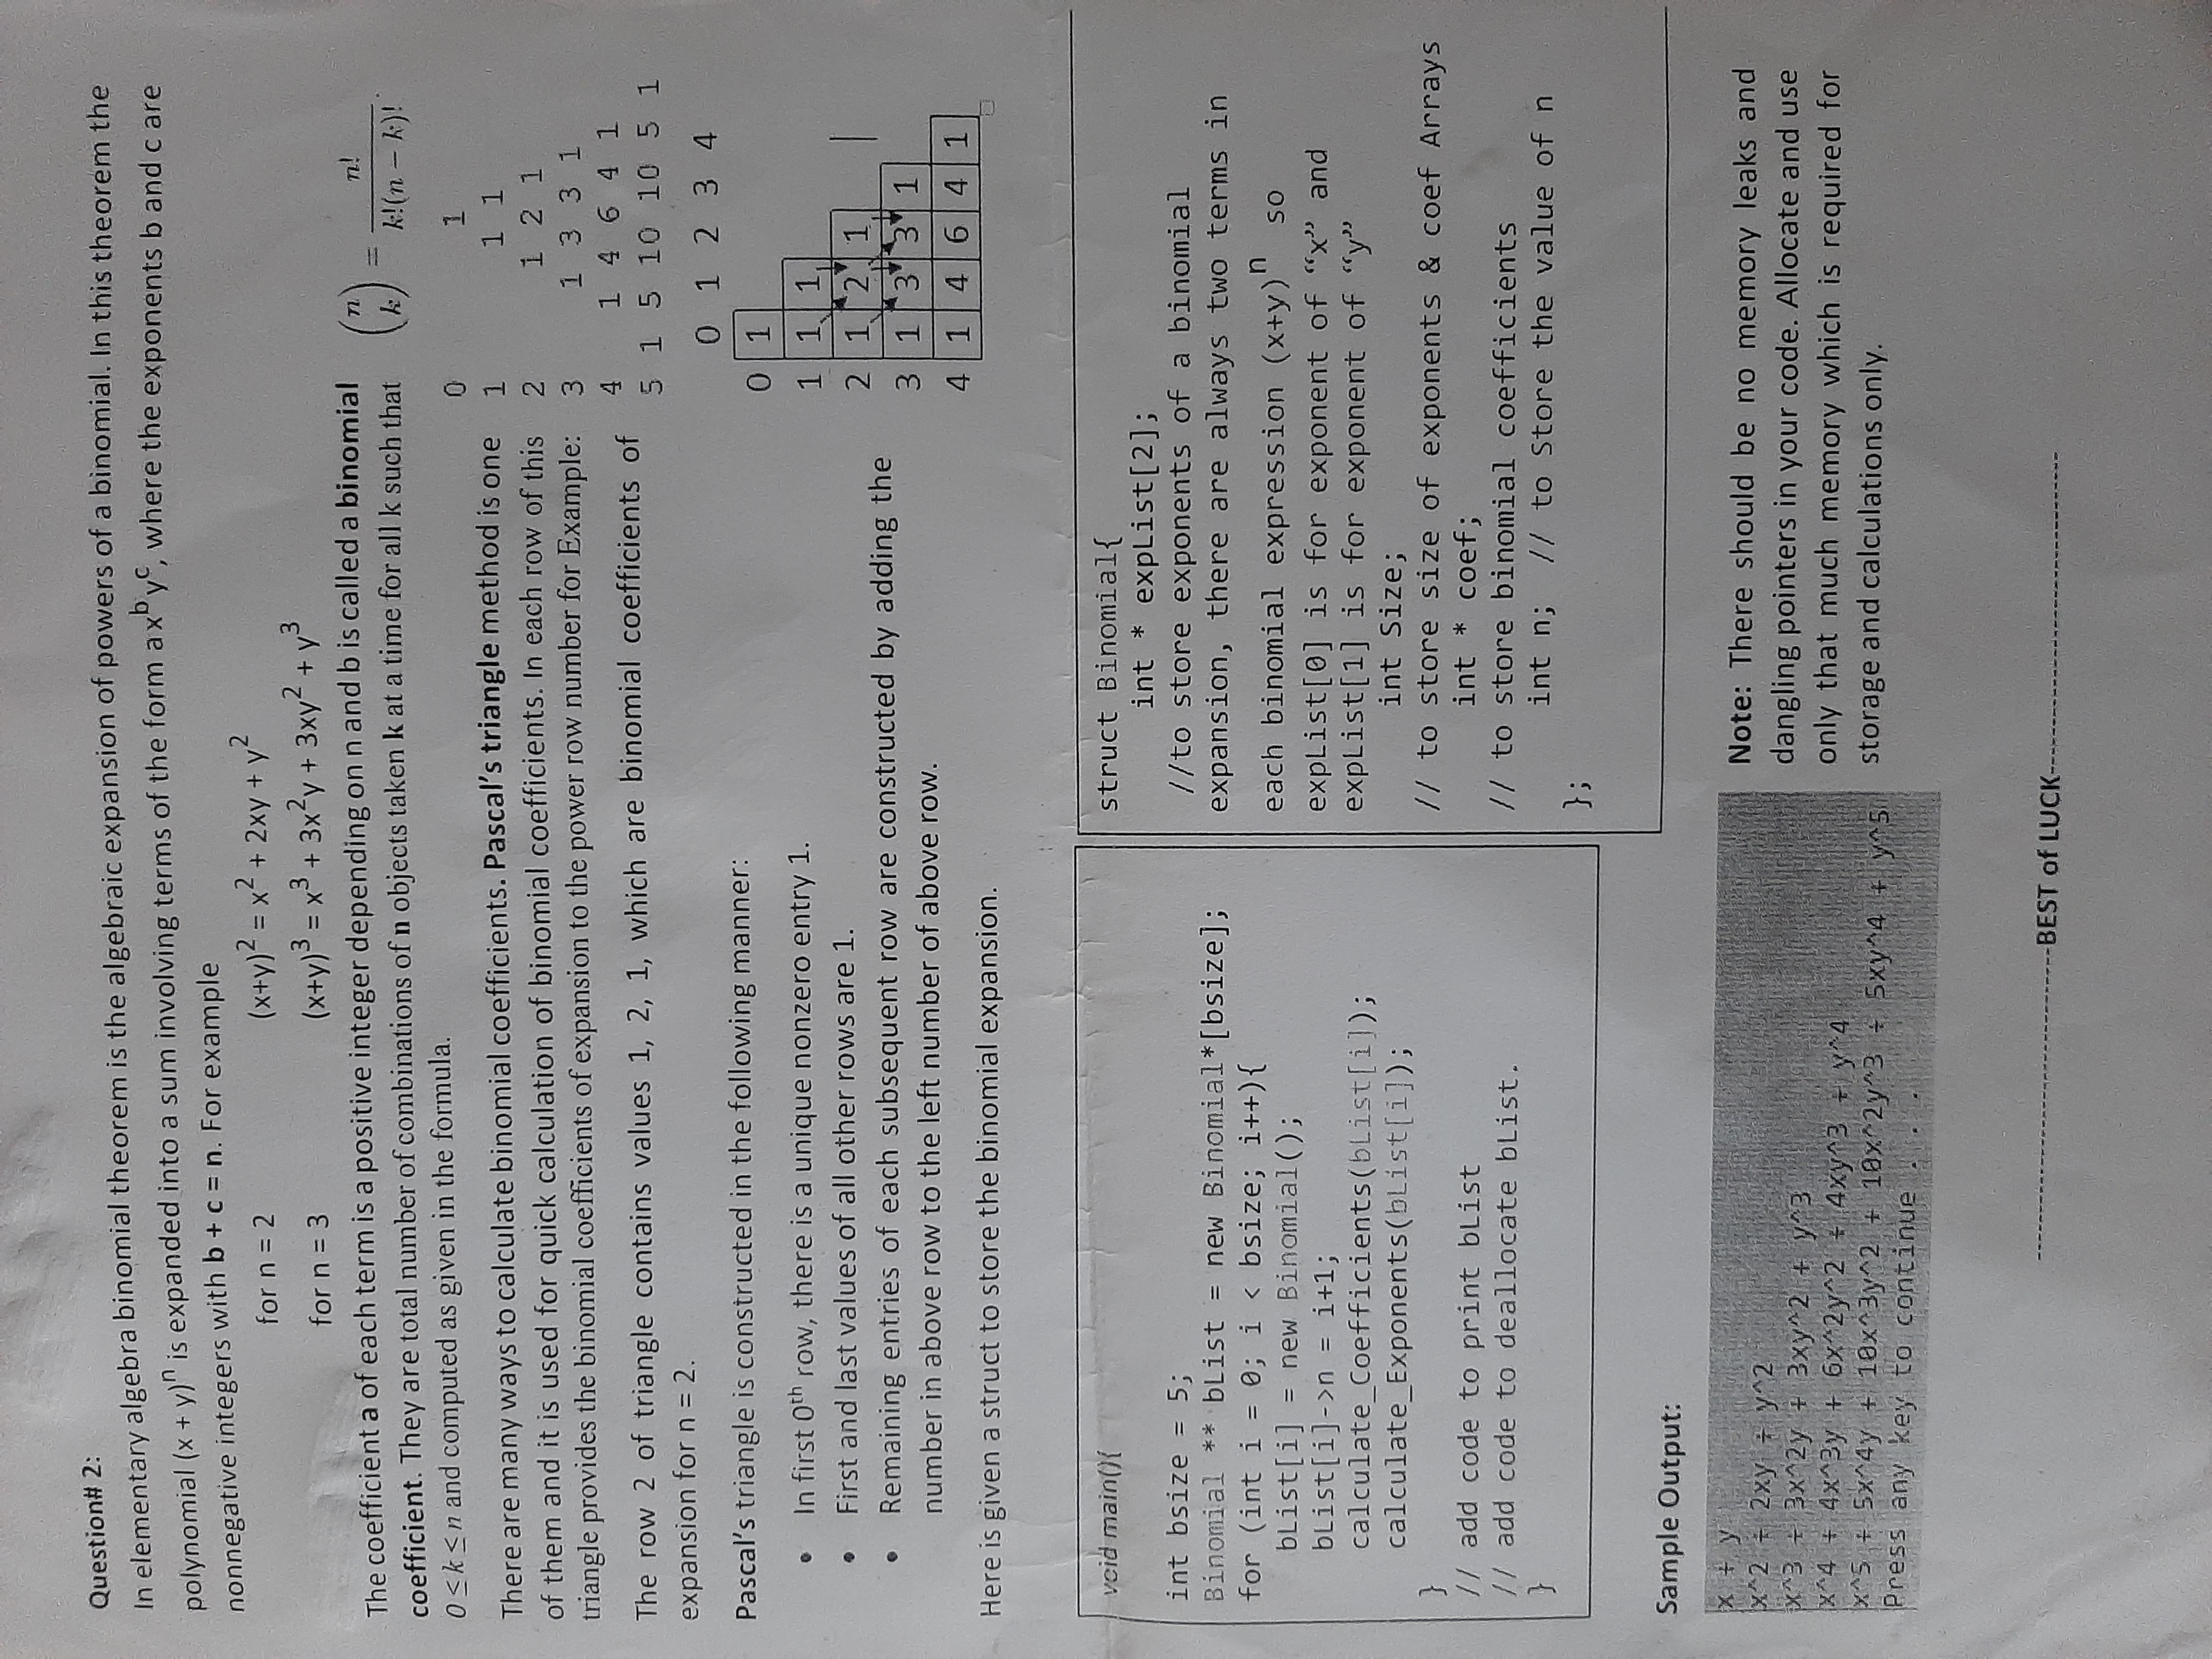 Question# 2:
In elementary algebra binomial theorem is the algebraic expansion of powers of a binomial. In this theorem the
polynomial (x + y)^n is expanded into a sum involving terms of the form a x^b y^c, where the exponents b and c are
nonnegative integers with b + c = n. For example
for n = 2 (x+y)^2 = x^2 + 2xy + y^2
for n = 3 (x+y)^3 = x^3 + 3x^2y + 3xy^2 + y^3
The coefficient a of each term is a positive integer depending on n and b is called a binomial
coefficient. They are total number of combinations of n objects taken k at a time for all k such that
0 ≤ k ≤ n and computed as given in the formula.
(n k) = n! / k!(n − k)!.
There are many ways to calculate binomial coefficients. Pascal's triangle method is one
of them and it is used for quick calculation of binomial coefficients. In each row of this
triangle provides the binomial coefficients of expansion to the power row number for Example:
The row 2 of triangle contains values 1, 2, 1, which are binomial coefficients of
expansion for n = 2.
0 1
1 1 1
2 1 2 1
3 1 3 3 1
4 1 4 6 4 1
5 1 5 10 10 5 1
Pascal's triangle is constructed in the following manner:
• In first 0th row, there is a unique nonzero entry 1.
• First and last values of all other rows are 1.
• Remaining entries of each subsequent row are constructed by adding the
number in above row to the left number of above row.
Here is given a struct to store the binomial expansion.
0 1 2 3 4
0 1
1 1 1
2 1 2 1
3 1 3 3 1
4 1 4 6 4 1
void main(){
int bsize = 5;
Binomial ** bList = new Binomial*[bsize];
for (int i = 0; i < bsize; i++){
bList[i] = new Binomial();
bList[i]->n = i+1;
calculate_Coefficients(bList[i]);
calculate_Exponents(bList[i]);
}
// add code to print bList
// add code to deallocate bList.
}
struct Binomial{
int * expList[2];
//to store exponents of a binomial
expansion, there are always two terms in
each binomial expression (x+y)^n so
expList[0] is for exponent of “x” and
expList[1] is for exponent of “y”
int Size;
// to store size of exponents & coef Arrays
int * coef;
// to store binomial coefficients
int n; // to Store the value of n
};
Sample Output:
x + y
x^2 + 2xy + y^2
x^3 + 3x^2y + 3xy^2 + y^3
x^4 + 4x^3y + 6x^2y^2 + 4xy^3 + y^4
x^5 + 5x^4y + 10x^3y^2 + 10x^2y^3 + 5xy^4 + y^5
Press any key to continue . . .
Note: There should be no memory leaks and
dangling pointers in your code. Allocate and use
only that much memory which is required for
storage and calculations only.
--------------------------------BEST of LUCK---------------------------------